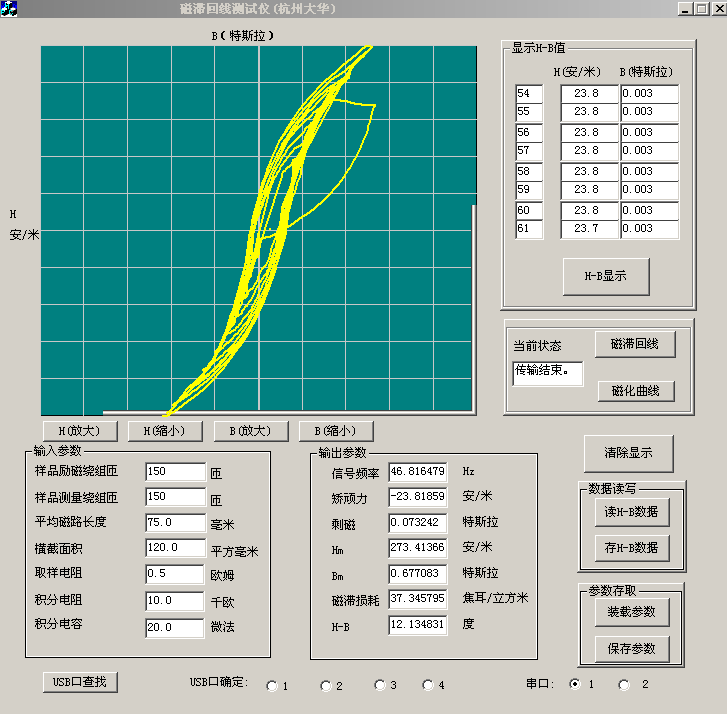 磁滞回线测试仪(杭州大华)
B(特斯拉)
H
安/米
H(放大) H(缩小) B(放大) B(缩小)
显示H-B值
H(安/米) B(特斯拉)
54 23.8 0.003
55 23.8 0.003
56 23.8 0.003
57 23.8 0.003
58 23.8 0.003
59 23.8 0.003
60 23.8 0.003
61 23.7 0.003
H-B显示
当前状态
传输结束。
磁滞回线
磁化曲线
输入参数
样品励磁绕组匝 150 匝
样品测量绕组匝 150 匝
平均磁路长度 75.0 毫米
横截面积 120.0 平方毫米
取样电阻 0.5 欧姆
积分电阻 10.0 千欧
积分电容 20.0 微法
输出参数
信号频率 46.816479 Hz
矫顽力 -23.81859 安/米
剩磁 0.073242 特斯拉
Hm 273.41366 安/米
Bm 0.677083 特斯拉
磁滞损耗 37.345795 焦耳/立方米
H-B 12.134831 度
清除显示
数据读写
读H-B数据
存H-B数据
参数存取
装载参数
保存参数
USB口查找 USB口确定: 1 2 3 4 串口: 1 2